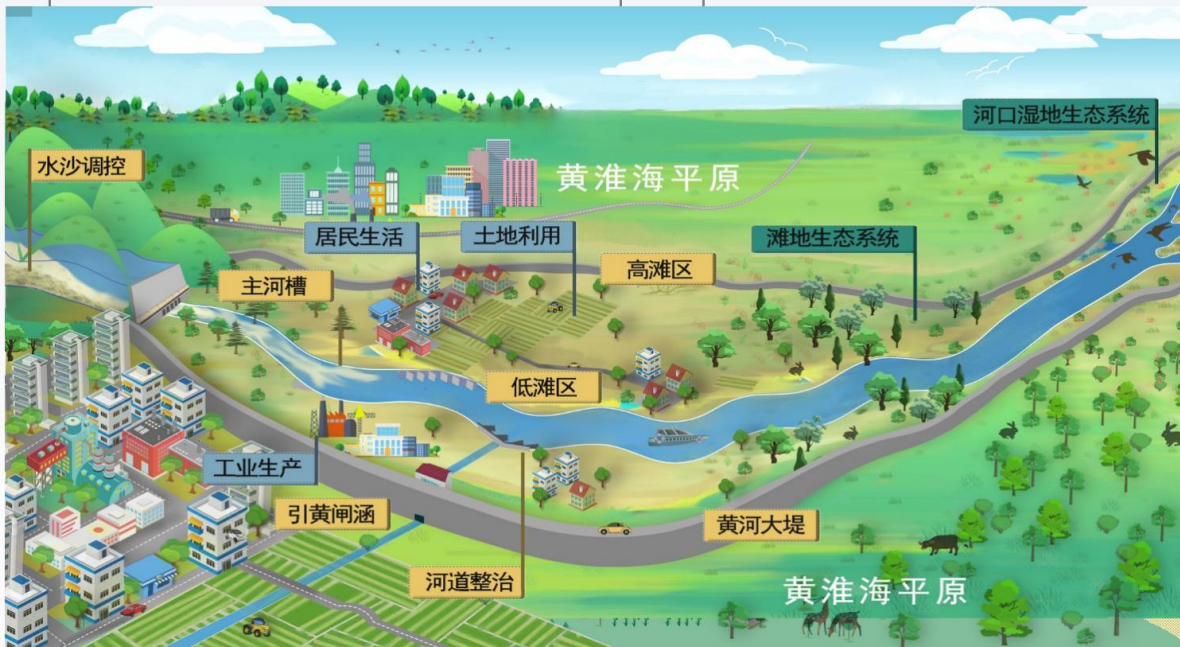 河口湿地生态系统
水沙调控
黄淮海平原
居民生活
土地利用
滩地生态系统
高滩区
主河槽
低滩区
工业生产
引黄闸涵
黄河大堤
河道整治
黄淮海平原